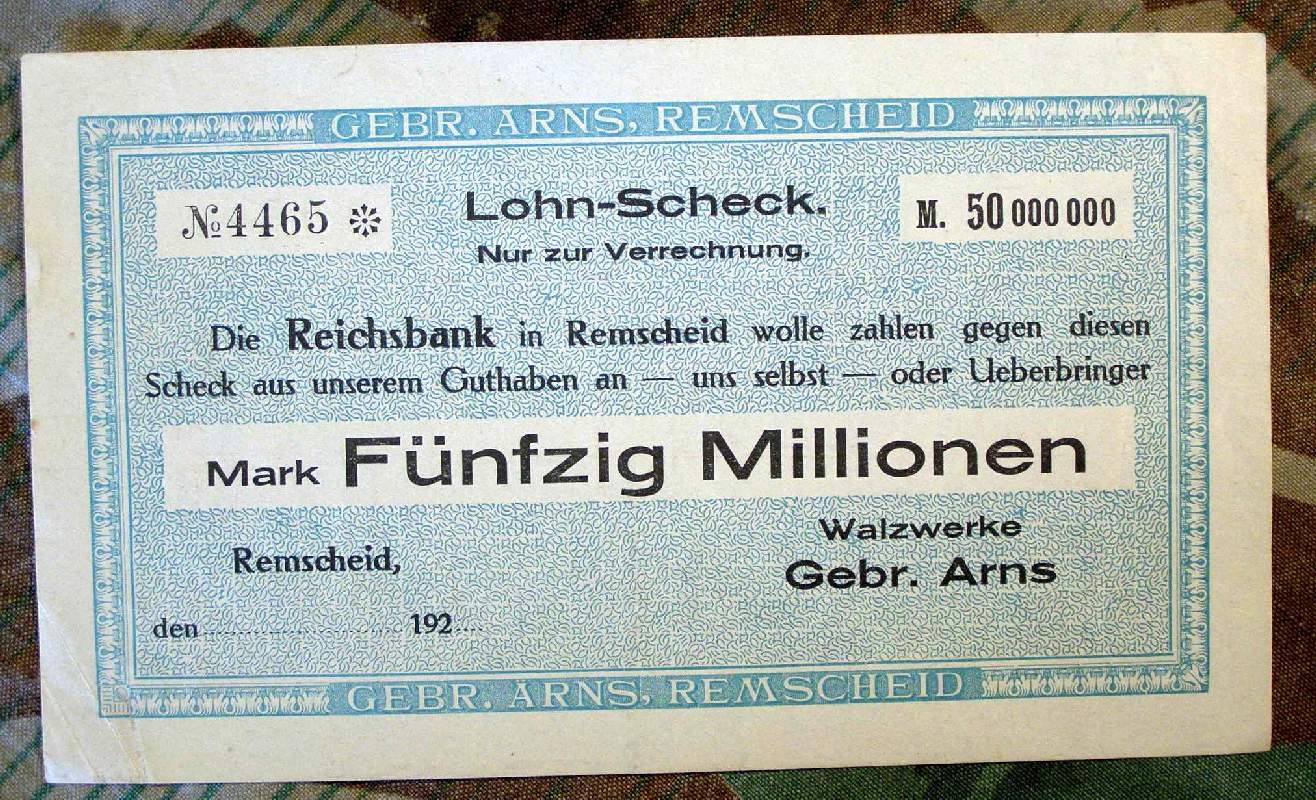 GEBR. ARNS, REMSCHEID
№4465 *
Lohn-Scheck.
M. 50 000 000
Nur zur Verrechnung.
Die Reichsbank in Remscheid wolle zahlen gegen diesen
Scheck aus unserem Guthaben an — uns selbst — oder Ueberbringer
Mark Fünfzig Millionen
Walzwerke
Gebr. Arns
Remscheid,
den .................... 192....
GEBR. ARNS, REMSCHEID